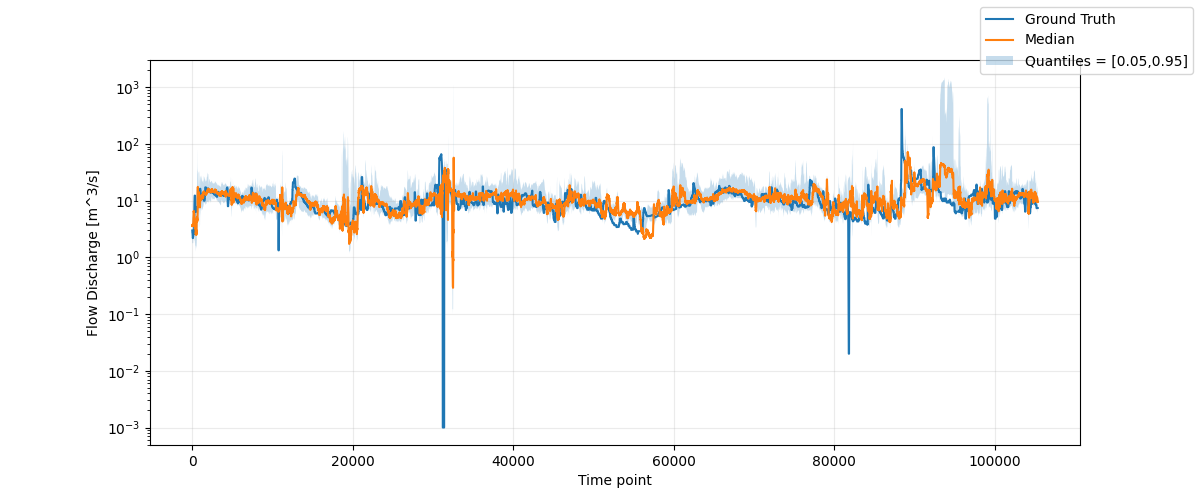 Ground Truth
Median
Quantiles = [0.05,0.95]
Flow Discharge [m^3/s]
10^3
10^2
10^1
10^0
10^-1
10^-2
10^-3
0 20000 40000 60000 80000 100000
Time point